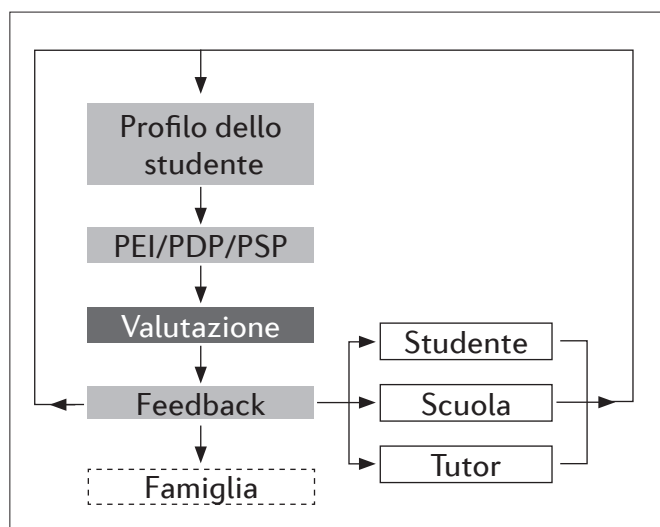 Profilo dello
studente
PEI/PDP/PSP
Valutazione
Feedback
Famiglia
Studente
Scuola
Tutor